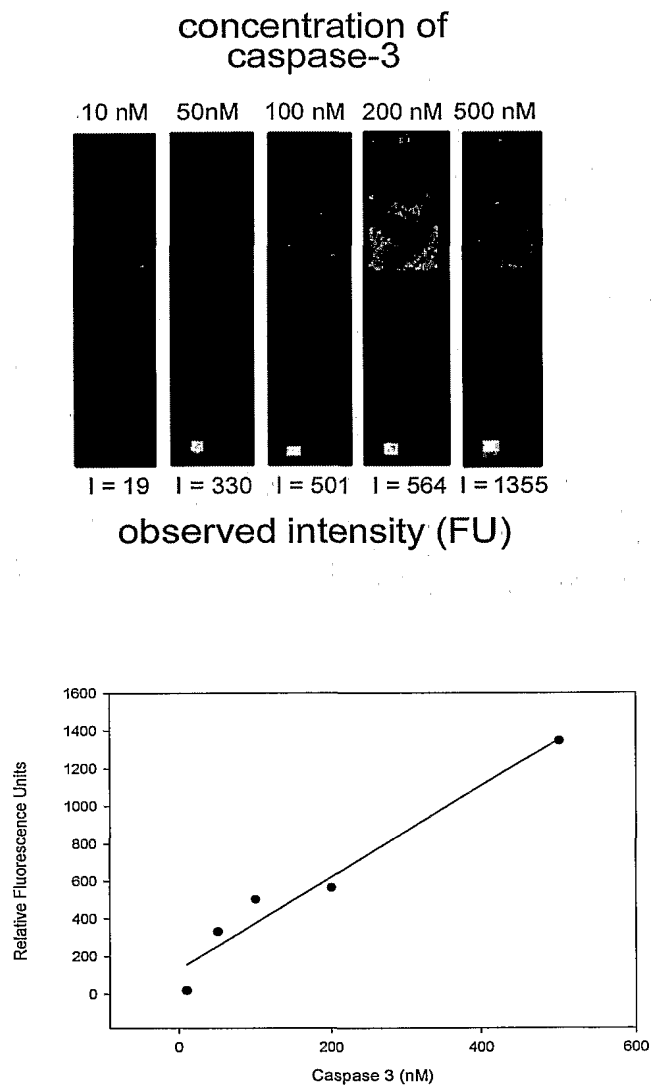 concentration of
caspase-3
10 nM 50nM 100 nM 200 nM 500 nM
I = 19 I = 330 I = 501 I = 564 I = 1355
observed intensity (FU)
1600
1400
1200
1000
800
600
400
200
0
Relative Fluorescence Units
0 200 400 600
Caspase 3 (nM)